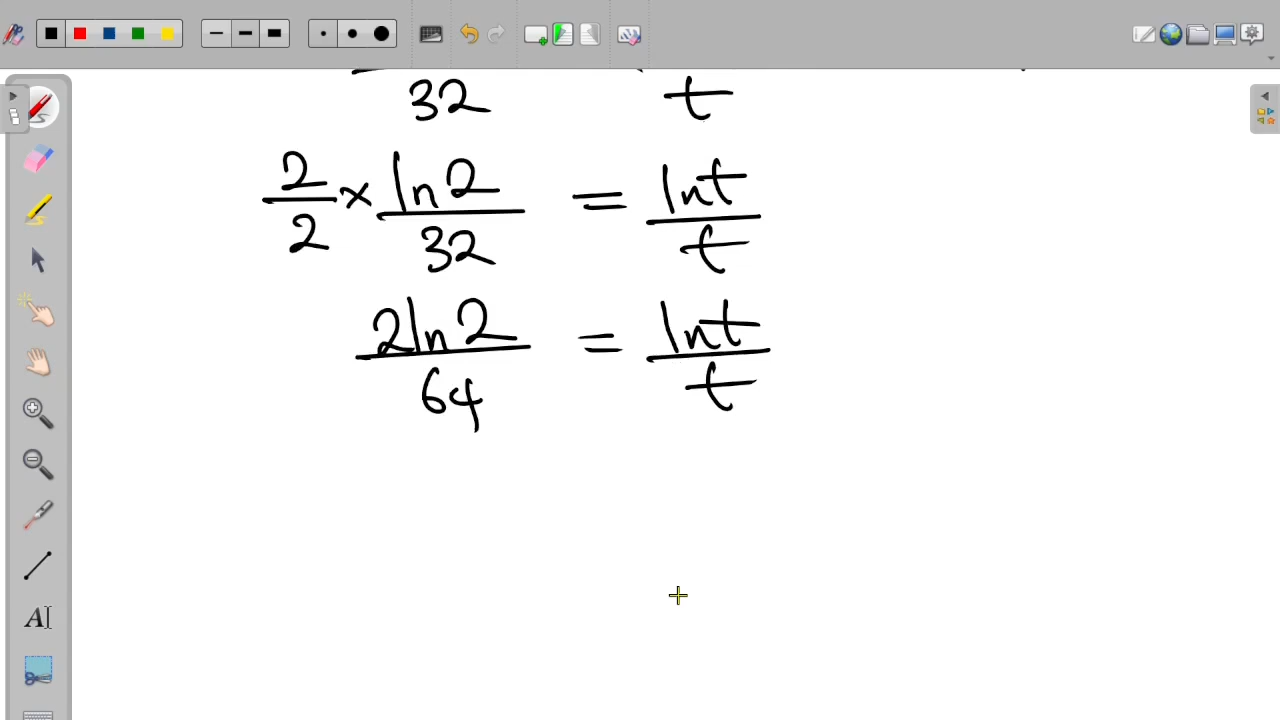 32 t
2/2 × ln2/32 = lnt/t
2ln2/64 = lnt/t
A